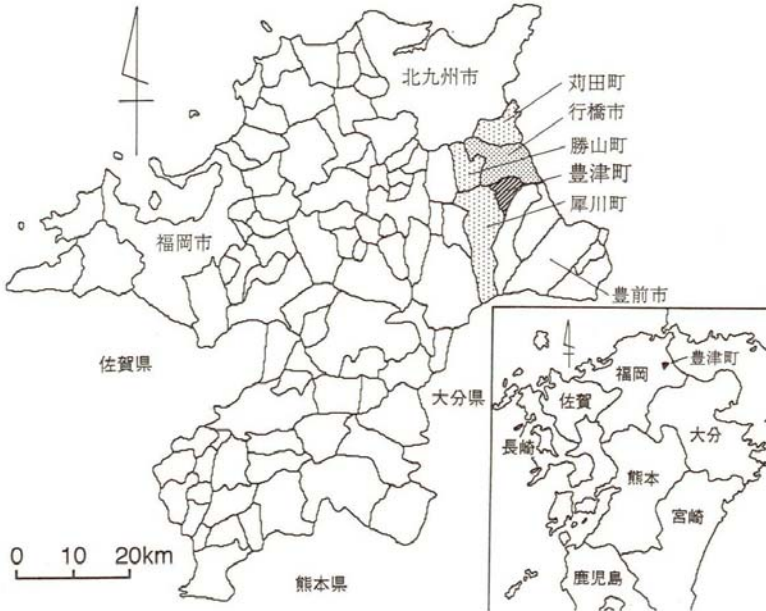 北九州市
苅田町
行橋市
勝山町
豊津町
犀川町
福岡市
豊前市
佐賀県
大分県
0 10 20km
熊本県
福岡
豊津町
佐賀
大分
長崎
熊本
宮崎
鹿児島